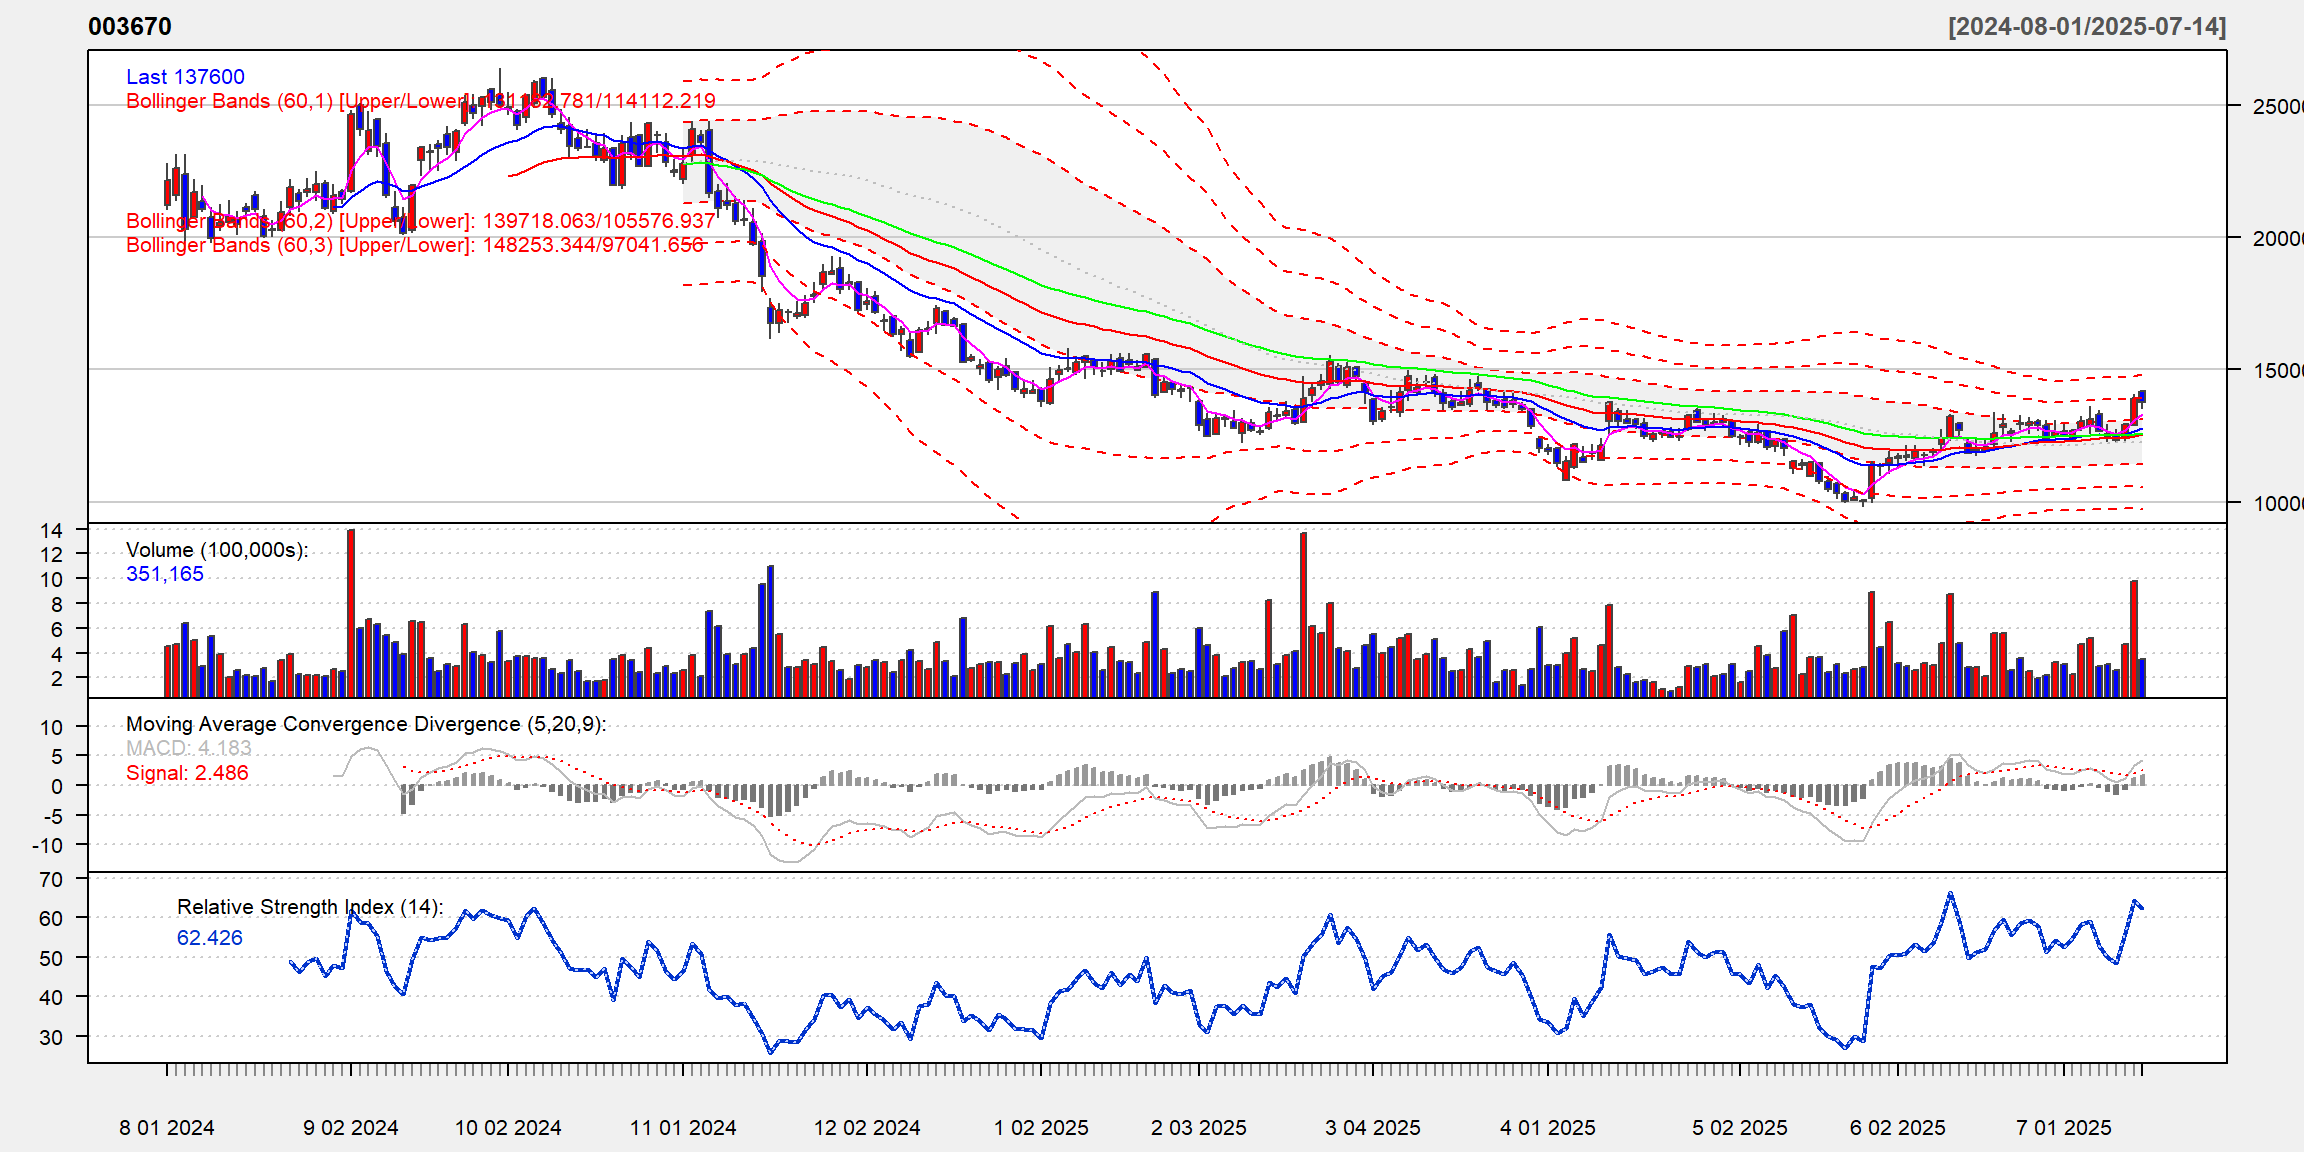 003670
[2024-08-01/2025-07-14]
Last 137600
Bollinger Bands (60,1) [Upper/Lower]: 131182.781/114112.219
Bollinger Bands (60,2) [Upper/Lower]: 139718.063/105576.937
Bollinger Bands (60,3) [Upper/Lower]: 148253.344/97041.656
25000
20000
15000
10000
Volume (100,000s):
351,165
14
12
10
8
6
4
2
Moving Average Convergence Divergence (5,20,9):
MACD: 4.183
Signal: 2.486
10
5
0
-5
-10
Relative Strength Index (14):
62.426
70
60
50
40
30
8 01 2024
9 02 2024
10 02 2024
11 01 2024
12 02 2024
1 02 2025
2 03 2025
3 04 2025
4 01 2025
5 02 2025
6 02 2025
7 01 2025